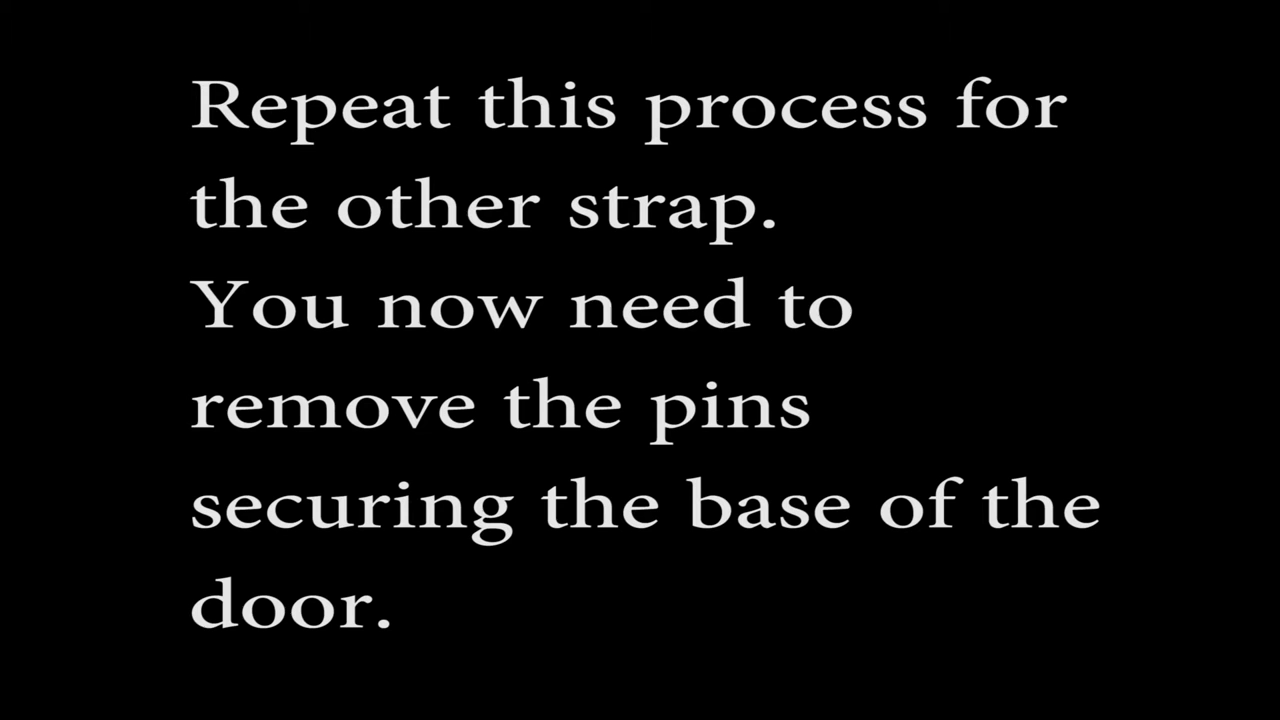 Repeat this process for
the other strap.
You now need to
remove the pins
securing the base of the
door.